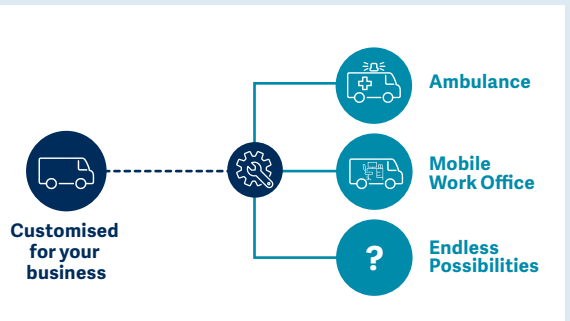 Customised
for your
business
Ambulance
Mobile
Work Office
?
Endless
Possibilities